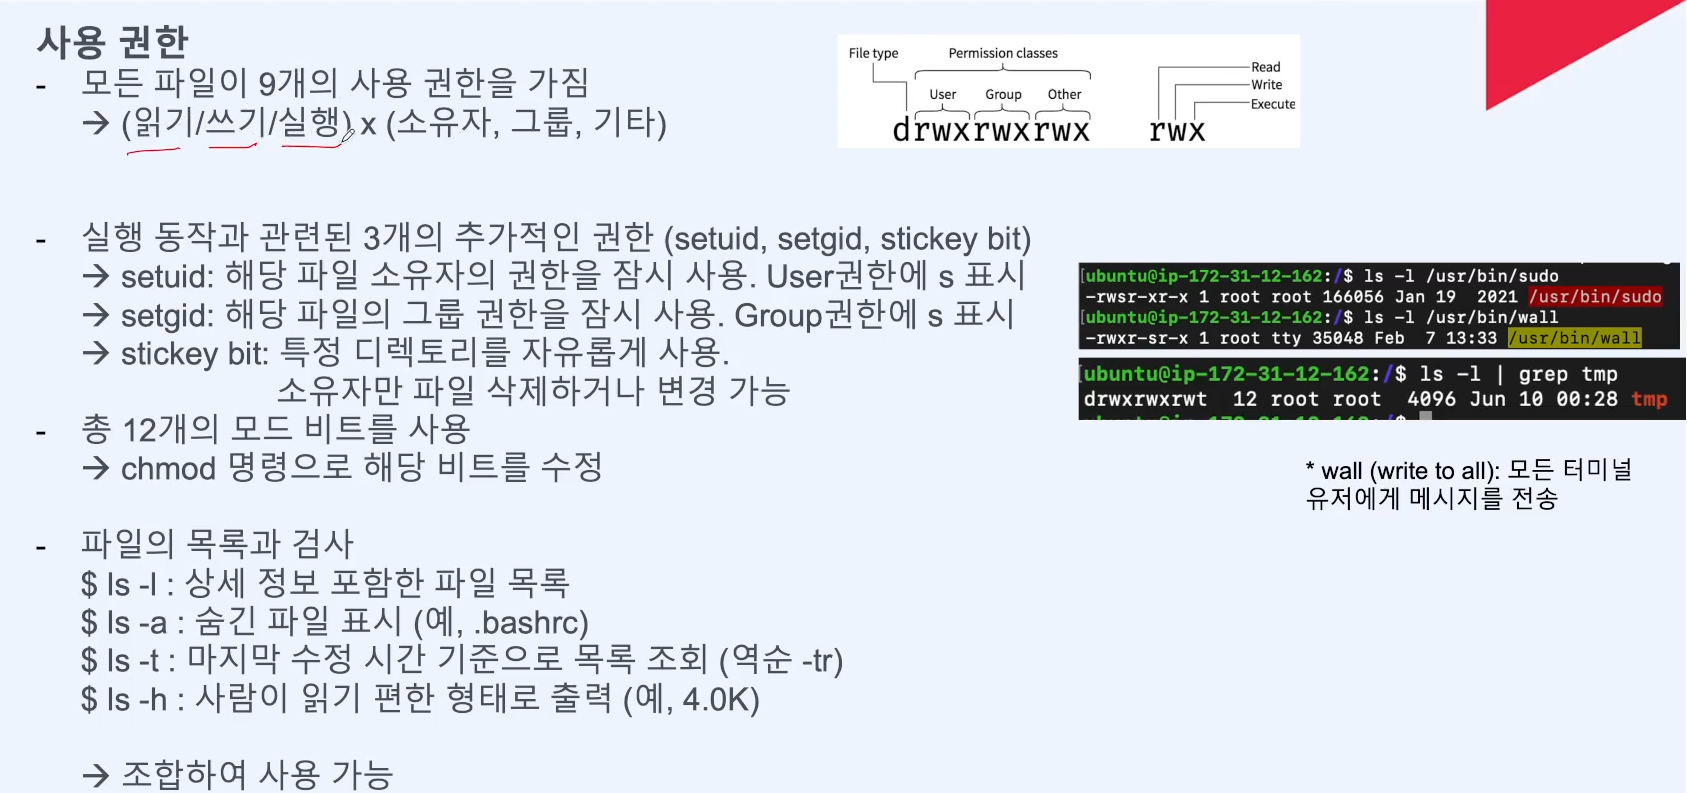 사용 권한
- 모든 파일이 9개의 사용 권한을 가짐
→ (읽기/쓰기/실행) x (소유자, 그룹, 기타)
File type
Permission classes
User Group Other
drwxrwxrwx
Read
Write
Execute
rwx
- 실행 동작과 관련된 3개의 추가적인 권한 (setuid, setgid, stickey bit)
→ setuid: 해당 파일 소유자의 권한을 잠시 사용. User권한에 s 표시
→ setgid: 해당 파일의 그룹 권한을 잠시 사용. Group권한에 s 표시
→ stickey bit: 특정 디렉토리를 자유롭게 사용.
소유자만 파일 삭제하거나 변경 가능
- 총 12개의 모드 비트를 사용
→ chmod 명령으로 해당 비트를 수정
[ubuntu@ip-172-31-12-162:/$ ls -l /usr/bin/sudo
-rwsr-xr-x 1 root root 166056 Jan 19 2021 /usr/bin/sudo
[ubuntu@ip-172-31-12-162:/$ ls -l /usr/bin/wall
-rwxr-sr-x 1 root tty 35048 Feb 7 13:33 /usr/bin/wall
[ubuntu@ip-172-31-12-162:/$ ls -l | grep tmp
drwxrwxrwt 12 root root 4096 Jun 10 00:28 tmp
* wall (write to all): 모든 터미널
유저에게 메시지를 전송
- 파일의 목록과 검사
$ ls -l : 상세 정보 포함한 파일 목록
$ ls -a : 숨긴 파일 표시 (예, .bashrc)
$ ls -t : 마지막 수정 시간 기준으로 목록 조회 (역순 -tr)
$ ls -h : 사람이 읽기 편한 형태로 출력 (예, 4.0K)
→ 조합하여 사용 가능